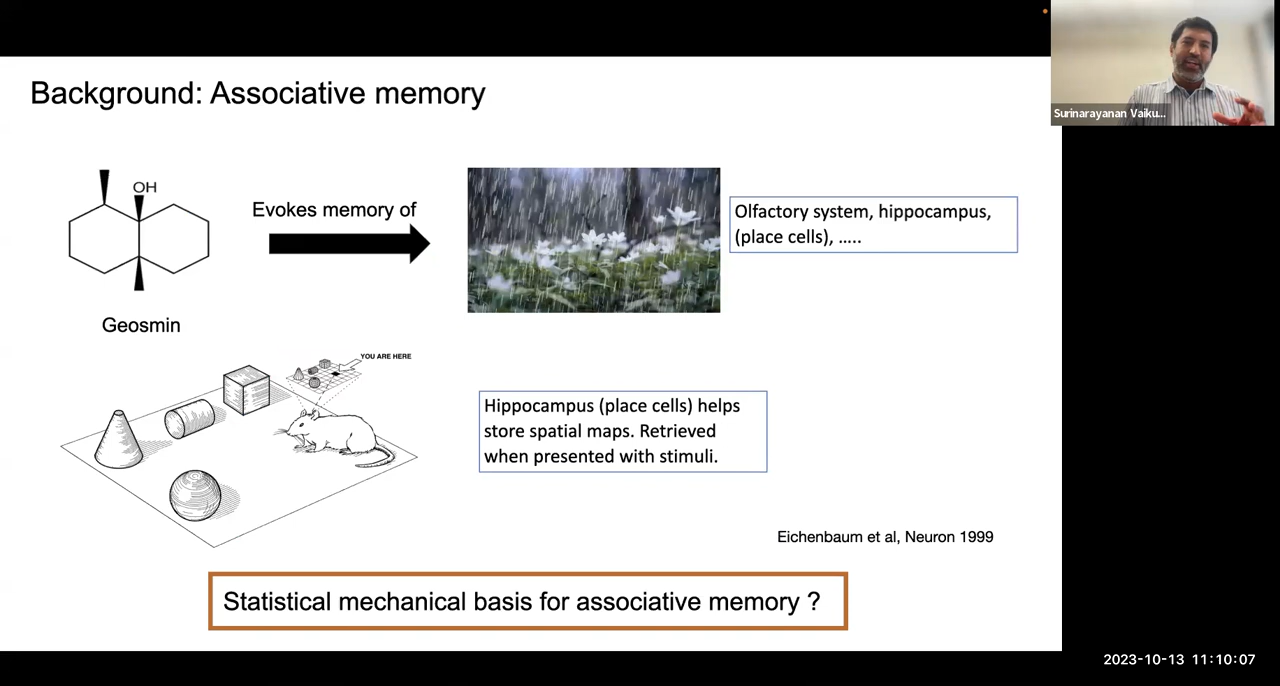 Background: Associative memory
Surinarayanan Vaiku...
OH
Evokes memory of
Olfactory system, hippocampus,
(place cells), .....
Geosmin
YOU ARE HERE
Hippocampus (place cells) helps
store spatial maps. Retrieved
when presented with stimuli.
Eichenbaum et al, Neuron 1999
Statistical mechanical basis for associative memory ?
2023-10-13 11:10:07